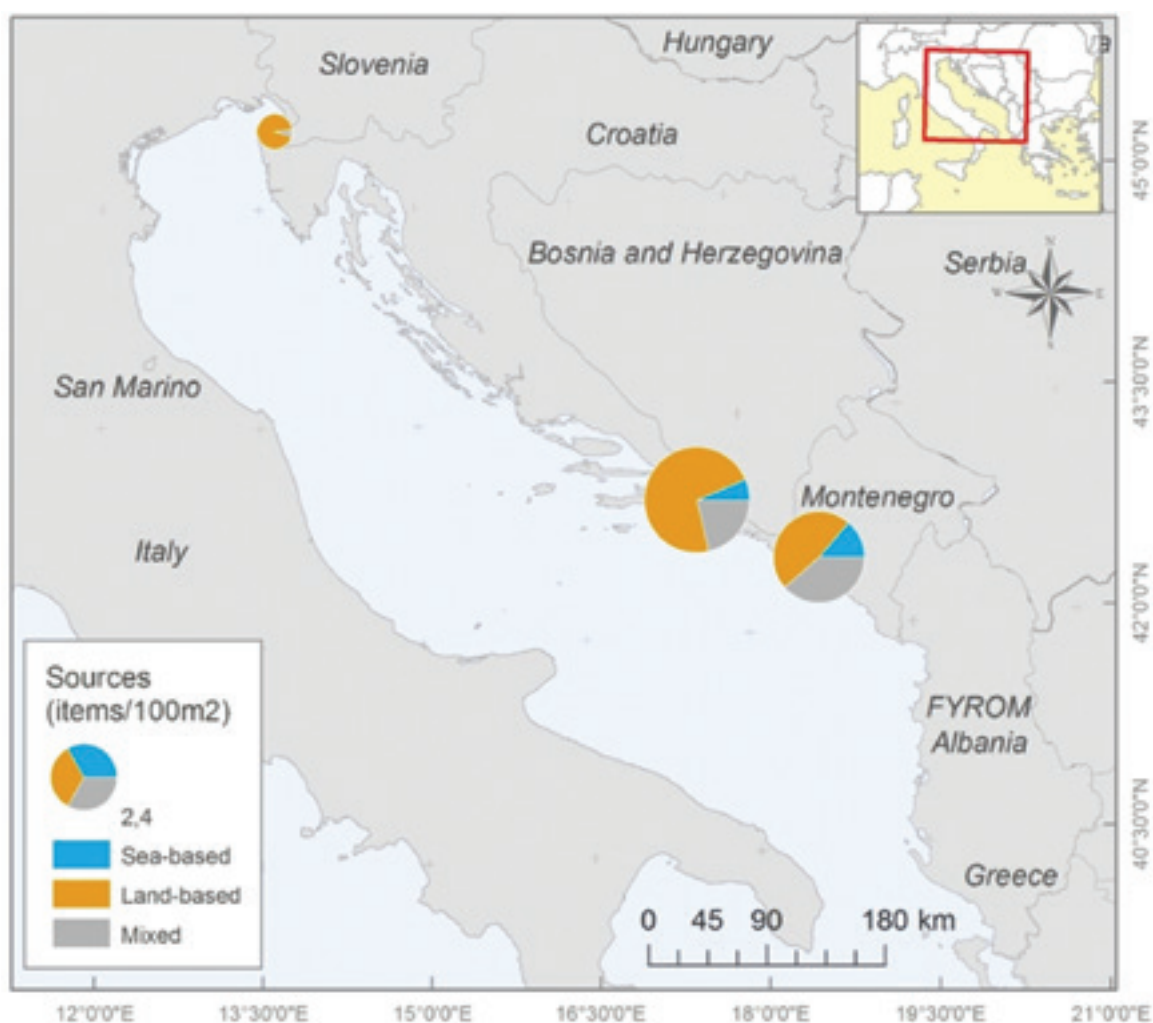 Hungary
Slovenia
Croatia
Bosnia and Herzegovina
Serbia
N
San Marino
Montenegro
Italy
FYROM
Albania
Greece
Sources
(items/100m2)
2,4
Sea-based
Land-based
Mixed
0 45 90 180 km
45°0'0"N
43°30'0"N
42°0'0"N
40°30'0"N
12°0'0"E 13°30'0"E 15°0'0"E 16°30'0"E 18°0'0"E 19°30'0"E 21°0'0"E